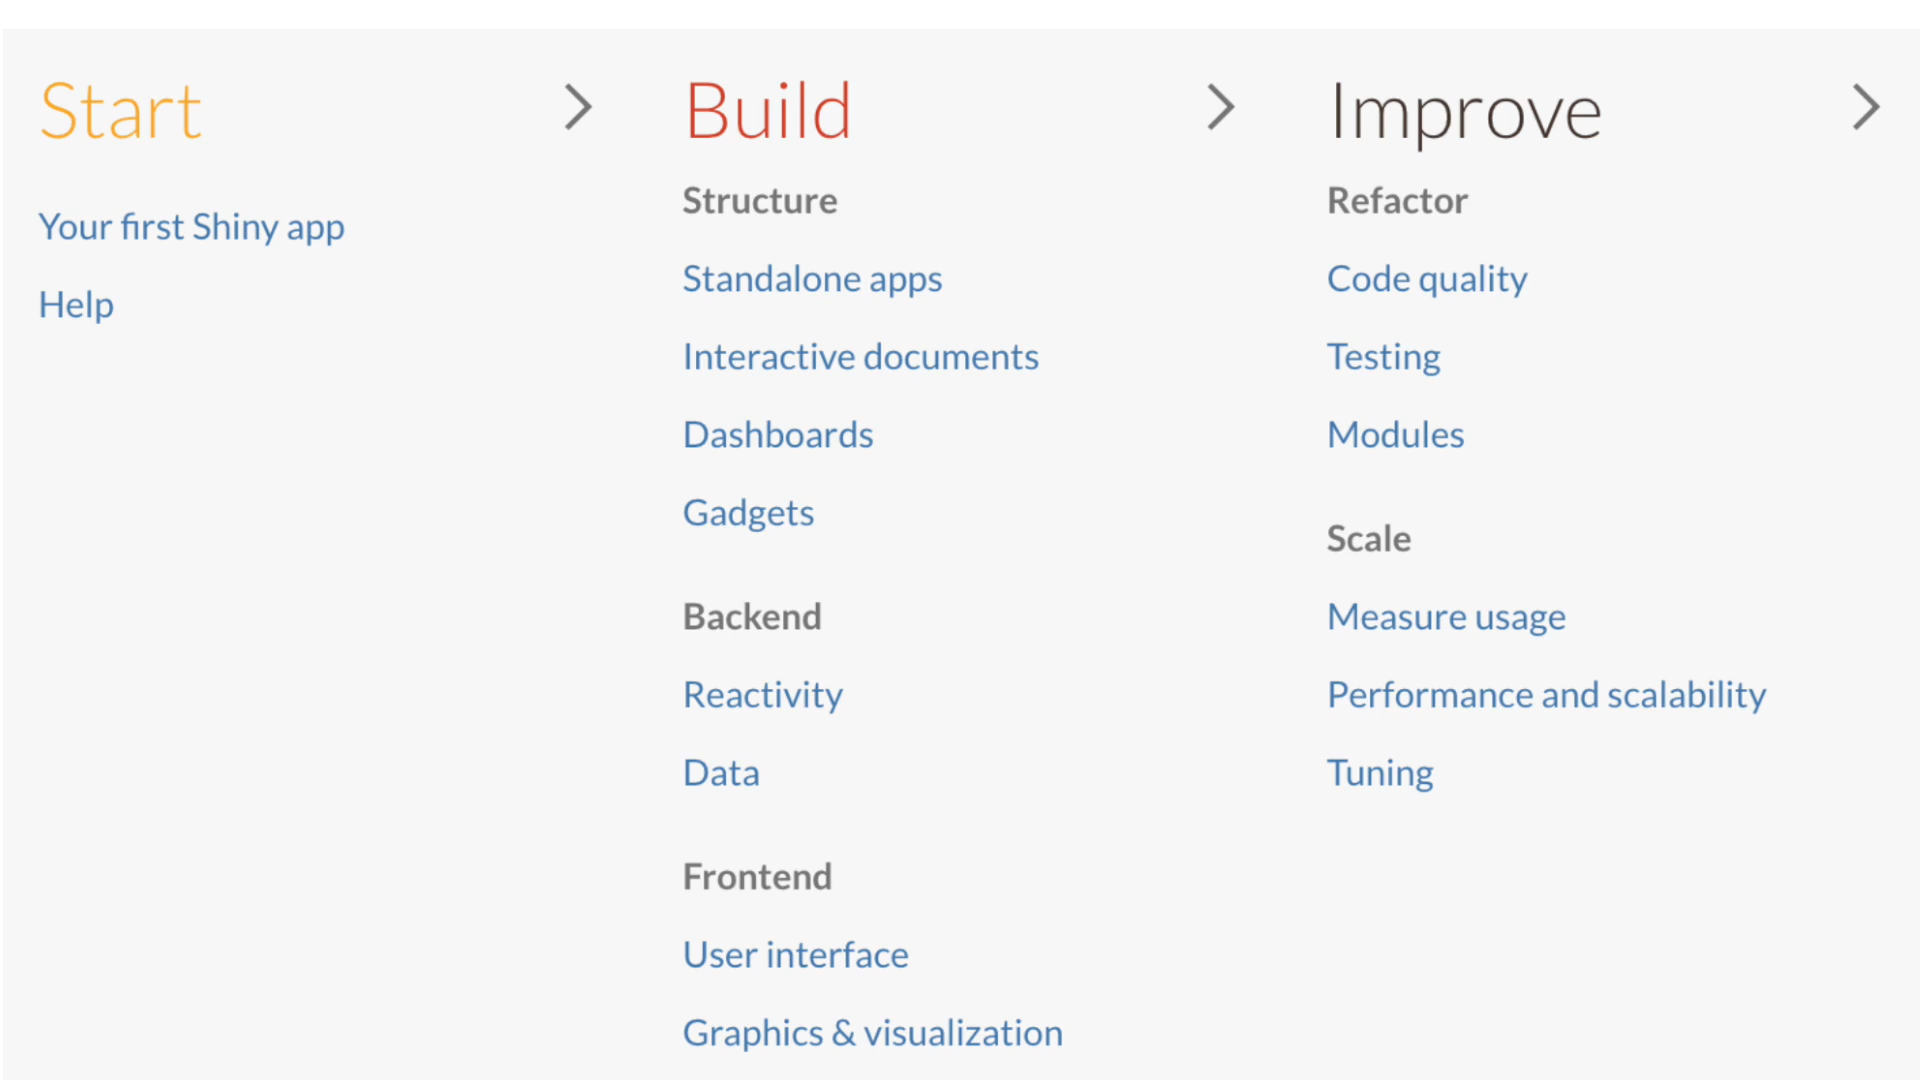 Start
Your first Shiny app
Help
Build
Structure
Standalone apps
Interactive documents
Dashboards
Gadgets
Backend
Reactivity
Data
Frontend
User interface
Graphics & visualization
Improve
Refactor
Code quality
Testing
Modules
Scale
Measure usage
Performance and scalability
Tuning